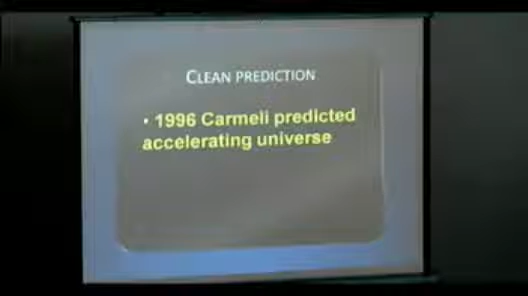 CLEAN PREDICTION
• 1996 Carmeli predicted
accelerating universe